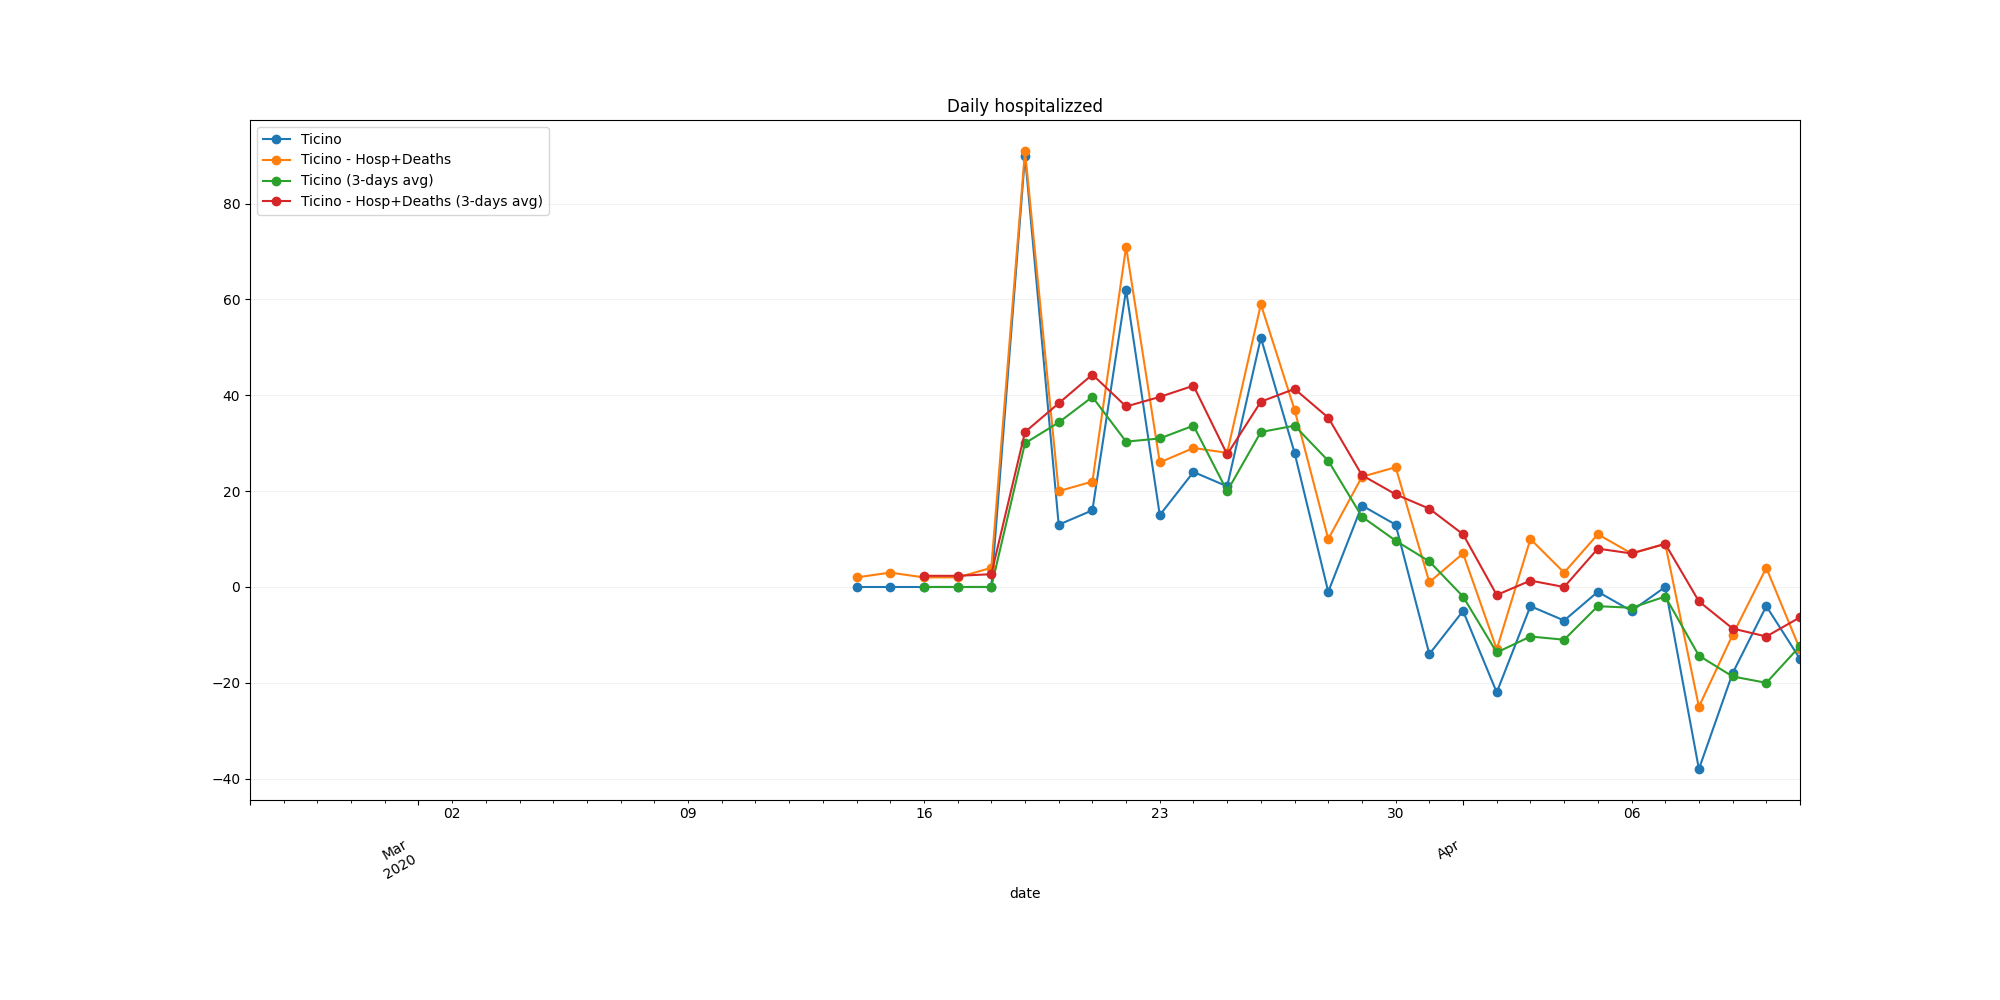 Daily hospitalizzed
Ticino
Ticino - Hosp+Deaths
Ticino (3-days avg)
Ticino - Hosp+Deaths (3-days avg)
80
60
40
20
0
−20
−40
02
09
16
23
30
06
Mar
2020
Apr
date